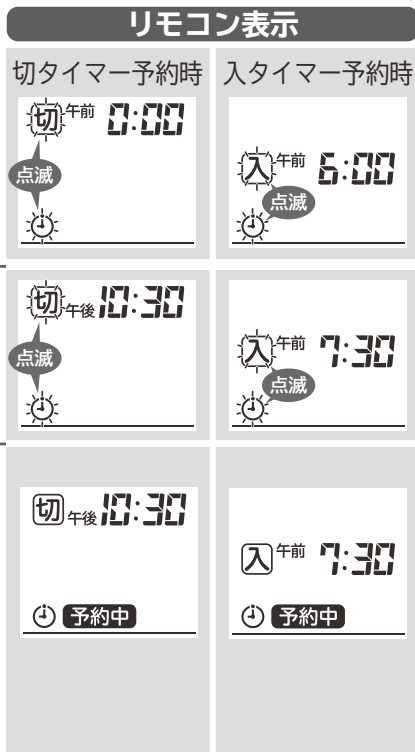 リモコン表示
切タイマー予約時
入タイマー予約時
切 午前 0:00
点滅
入 午前 6:00
点滅
切 午後 10:30
点滅
入 午前 7:30
点滅
切 午後 10:30
予約中
入 午前 7:30
予約中